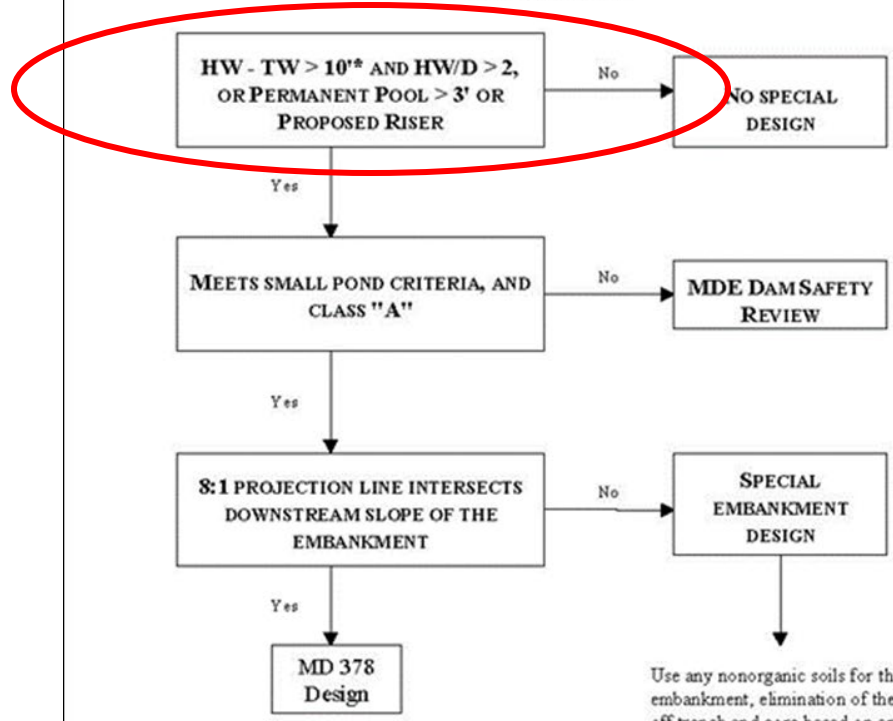 HW - TW > 10'* AND HW/D > 2,
OR PERMANENT POOL > 3' OR
PROPOSED RISER
No
NO SPECIAL
DESIGN
Yes
MEETS SMALL POND CRITERIA, AND
CLASS "A"
No
MDE DAM SAFETY
REVIEW
Yes
8:1 PROJECTION LINE INTERSECTS
DOWNSTREAM SLOPE OF THE
EMBANKMENT
No
SPECIAL
EMBANKMENT
DESIGN
Yes
MD 378
Design
Use any nonorganic soils for th
embankment, elimination of the